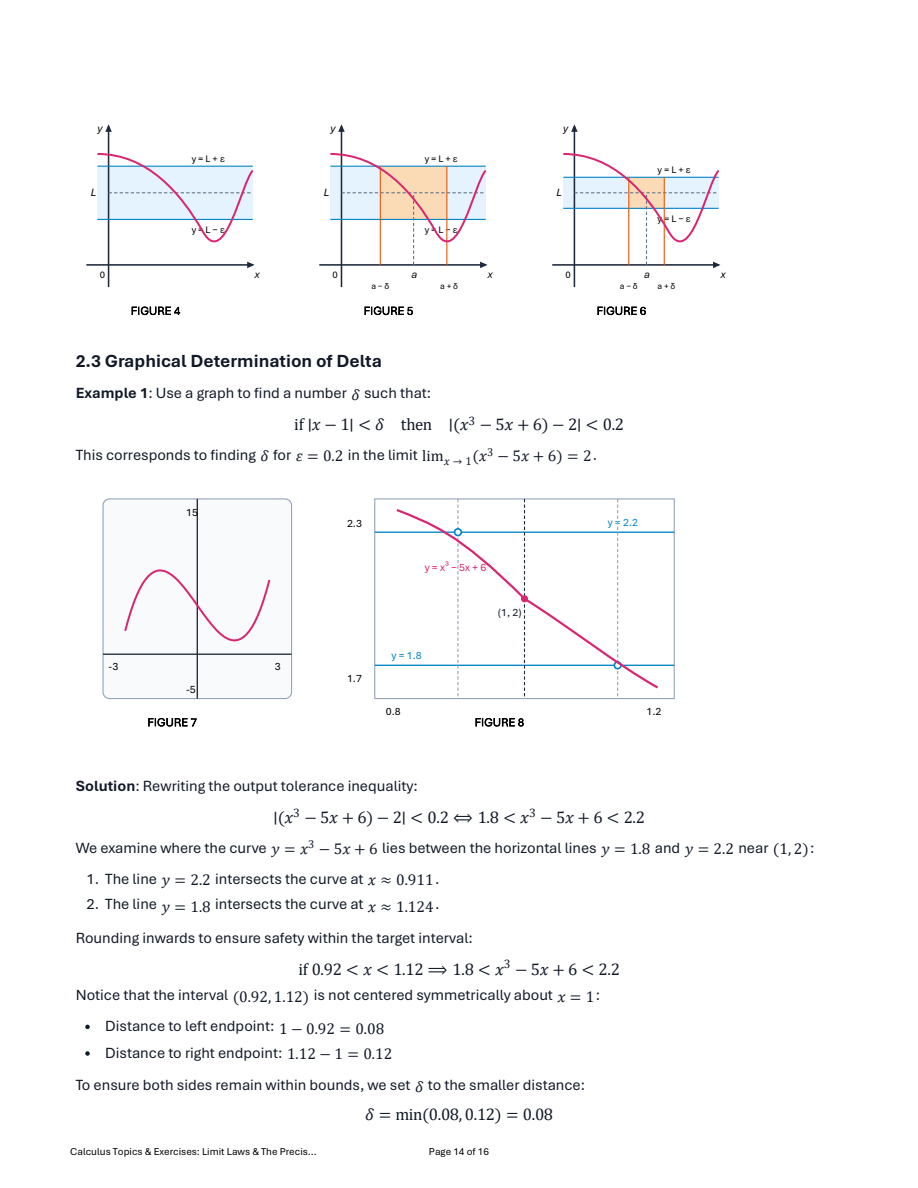 y
y = L + ε
L
y = L − ε
0
x
FIGURE 4
y
y = L + ε
L
y = L − ε
0
a
x
a − δ
a + δ
FIGURE 5
y
y = L + ε
L
y = L − ε
0
a
x
a − δ
a + δ
FIGURE 6
2.3 Graphical Determination of Delta
Example 1: Use a graph to find a number δ such that:
if |x − 1| < δ then |(x³ − 5x + 6) − 2| < 0.2
This corresponds to finding δ for ε = 0.2 in the limit lim x→1 (x³ − 5x + 6) = 2.
15
-3
3
-5
FIGURE 7
2.3
y = 2.2
y = x³ − 5x + 6
(1, 2)
y = 1.8
1.7
0.8
1.2
FIGURE 8
Solution: Rewriting the output tolerance inequality:
|(x³ − 5x + 6) − 2| < 0.2 ⟺ 1.8 < x³ − 5x + 6 < 2.2
We examine where the curve y = x³ − 5x + 6 lies between the horizontal lines y = 1.8 and y = 2.2 near (1, 2):
1. The line y = 2.2 intersects the curve at x ≈ 0.911.
2. The line y = 1.8 intersects the curve at x ≈ 1.124.
Rounding inwards to ensure safety within the target interval:
if 0.92 < x < 1.12 ⟹ 1.8 < x³ − 5x + 6 < 2.2
Notice that the interval (0.92, 1.12) is not centered symmetrically about x = 1:
• Distance to left endpoint: 1 − 0.92 = 0.08
• Distance to right endpoint: 1.12 − 1 = 0.12
To ensure both sides remain within bounds, we set δ to the smaller distance:
δ = min(0.08, 0.12) = 0.08
Calculus Topics & Exercises: Limit Laws & The Precis... Page 14 of 16